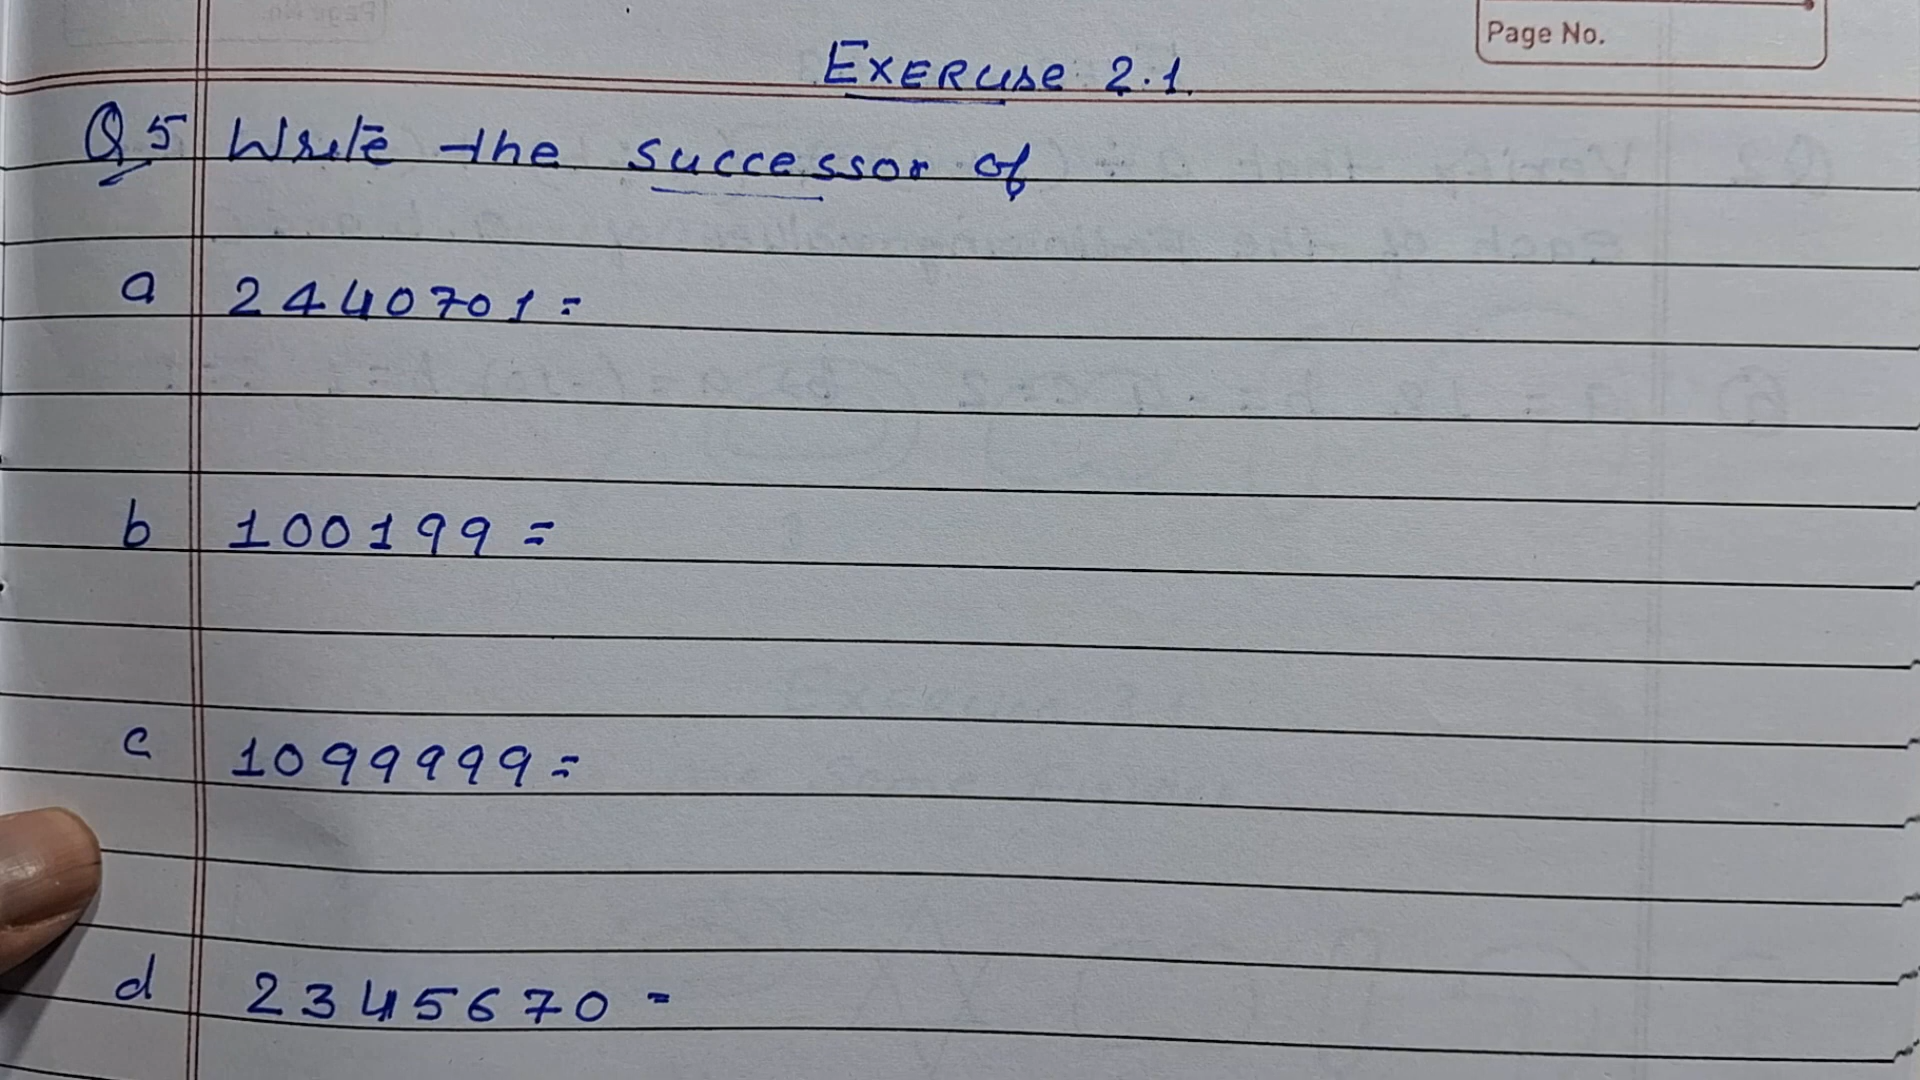 Page No.
Exercise 2.1.
Q5 Write the successor of
a 2440701=
b 100199=
c 1099999=
d 2345670=